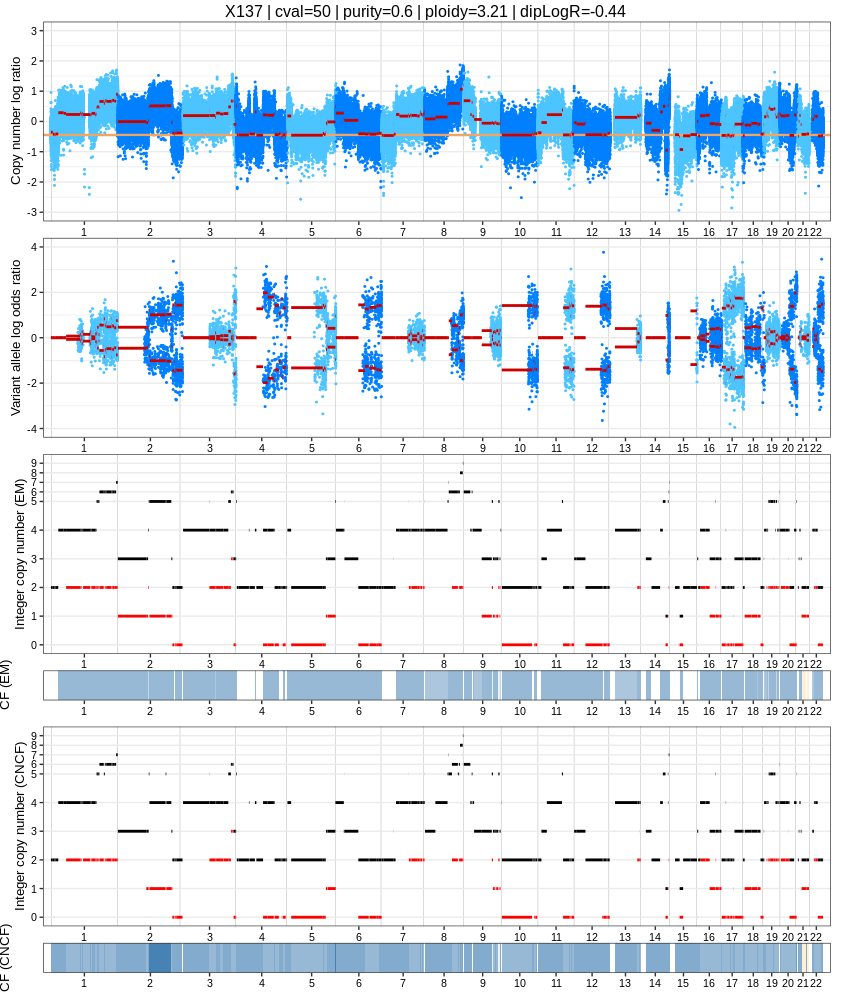 X137 | cval=50 | purity=0.6 | ploidy=3.21 | dipLogR=-0.44
Copy number log ratio
3
2
1
0
-1
-2
-3
1 2 3 4 5 6 7 8 9 10 11 12 13 14 15 16 17 18 19 20 21 22
Variant allele log odds ratio
4
2
0
-2
-4
1 2 3 4 5 6 7 8 9 10 11 12 13 14 15 16 17 18 19 20 21 22
Integer copy number (EM)
9
8
7
6
5
4
3
2
1
0
1 2 3 4 5 6 7 8 9 10 11 12 13 14 15 16 17 18 19 20 21 22
CF (EM)
1 2 3 4 5 6 7 8 9 10 11 12 13 14 15 16 17 18 19 20 21 22
Integer copy number (CNCF)
9
8
7
6
5
4
3
2
1
0
1 2 3 4 5 6 7 8 9 10 11 12 13 14 15 16 17 18 19 20 21 22
CF (CNCF)
1 2 3 4 5 6 7 8 9 10 11 12 13 14 15 16 17 18 19 20 21 22